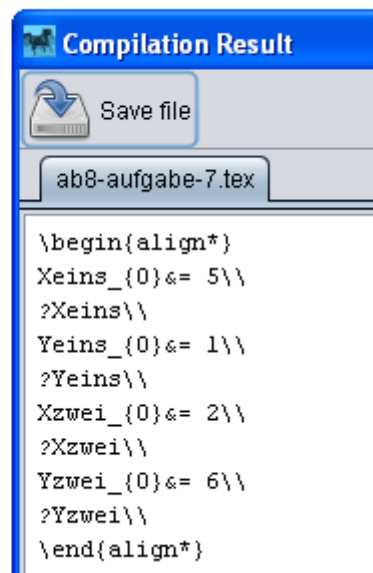 Compilation Result
Save file
ab8-aufgabe-7.tex
\begin{align*}
Xeins_{0}&= 5\\
?Xeins\\
Yeins_{0}&= 1\\
?Yeins\\
Xzwei_{0}&= 2\\
?Xzwei\\
Yzwei_{0}&= 6\\
?Yzwei\\
\end{align*}